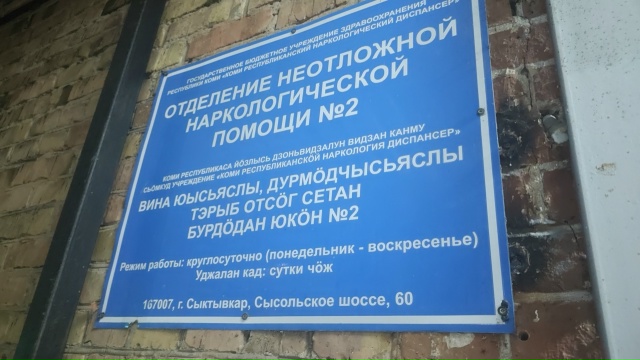 ГОСУДАРСТВЕННОЕ БЮДЖЕТНОЕ УЧРЕЖДЕНИЕ ЗДРАВООХРАНЕНИЯ
РЕСПУБЛИКИ КОМИ «КОМИ РЕСПУБЛИКАНСКИЙ НАРКОЛОГИЧЕСКИЙ ДИСПАНСЕР»
ОТДЕЛЕНИЕ НЕОТЛОЖНОЙ
НАРКОЛОГИЧЕСКОЙ
ПОМОЩИ №2
КОМИ РЕСПУБЛИКАСА ЙӦЗЛЫСЬ ДЗОНЬВИДЗАЛУН ВИДЗАН КАНМУ
СЬӦМКУД УЧРЕЖДЕНИЕ «КОМИ РЕСПУБЛИКАНСКӦЙ НАРКОЛОГИЯ ДИСПАНСЕР»
ВИНА ЮЫСЬЯСЛЫ, ДУРМӦДЧЫСЬЯСЛЫ
ТЭРЫБ ОТСӦГ СЕТАН
БУРДӦДАН ЮКӦН №2
Режим работы: круглосуточно (понедельник - воскресенье)
Уджалан кад: сутки чӧж
167007, г. Сыктывкар, Сысольское шоссе, 60